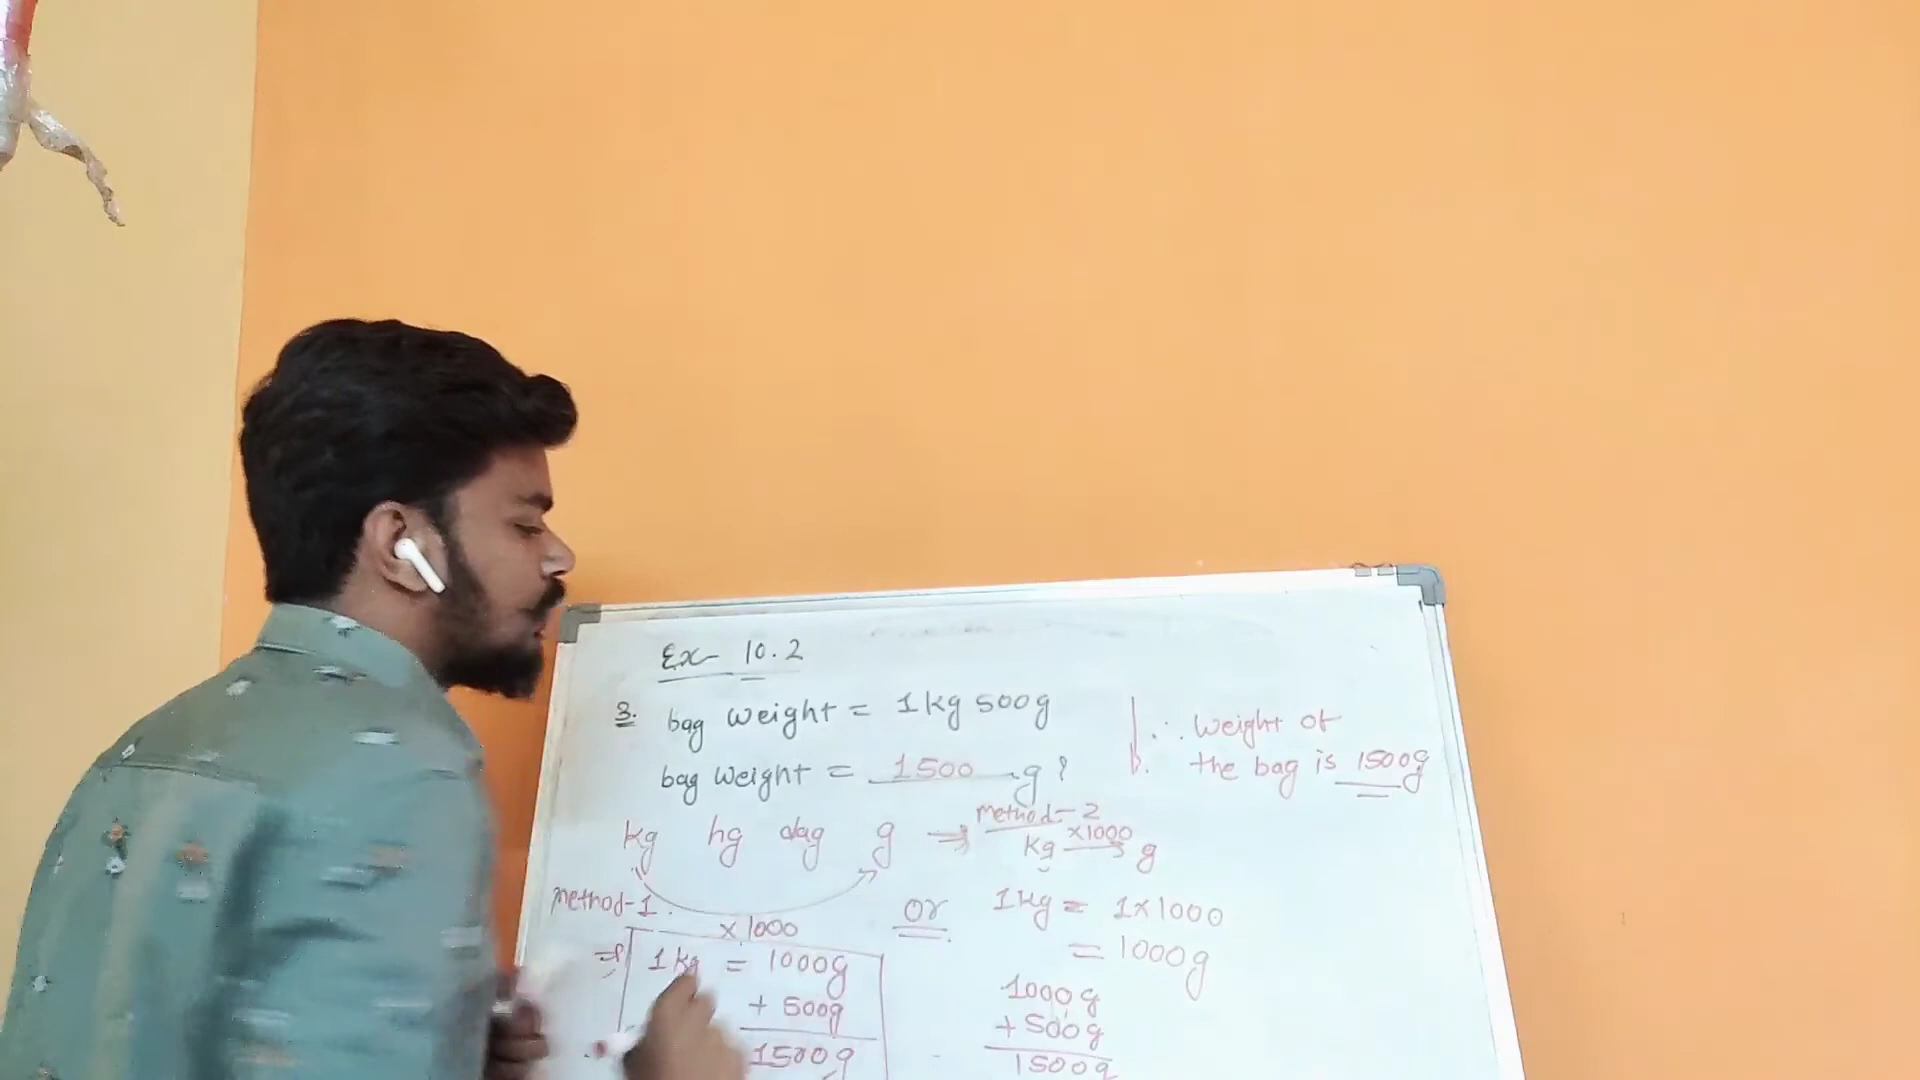 Ex- 10.2
3. bag weight = 1kg 500g
bag weight = 1500 g?
∴ weight of
the bag is 1500g
kg hg dag g ⇒
Method-2
kg ×1000 → g
Method-1.
×1000
⇒ 1kg = 1000g
+ 500g
1500g
or
1kg = 1×1000
= 1000g
1000g
+ 500g
1500g